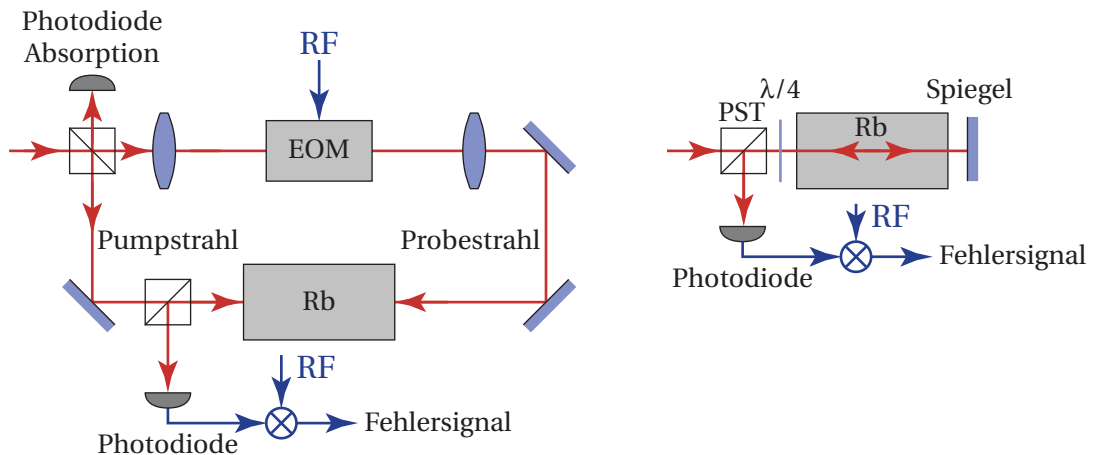 Photodiode
Absorption
RF
EOM
Pumpstrahl
Probestrahl
Rb
RF
Fehlersignal
Photodiode
λ/4
PST
Spiegel
Rb
RF
Fehlersignal
Photodiode